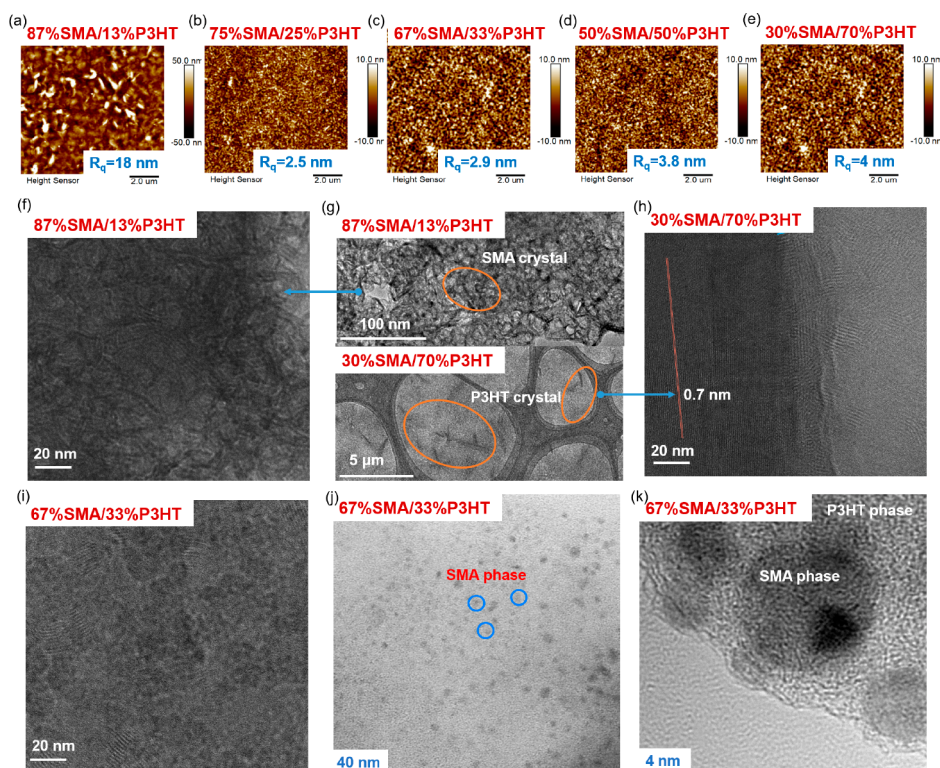 (a)
87%SMA/13%P3HT
50.0 nm
-50.0 nm
Rq=18 nm
Height Sensor
2.0 um
(b)
75%SMA/25%P3HT
10.0 nm
-10.0 nm
Rq=2.5 nm
Height Sensor
2.0 um
(c)
67%SMA/33%P3HT
10.0 nm
-10.0 nm
Rq=2.9 nm
Height Sensor
2.0 um
(d)
50%SMA/50%P3HT
10.0 nm
-10.0 nm
Rq=3.8 nm
Height Sensor
2.0 um
(e)
30%SMA/70%P3HT
10.0 nm
-10.0 nm
Rq=4 nm
Height Sensor
2.0 um
(f)
87%SMA/13%P3HT
20 nm
(g)
87%SMA/13%P3HT
SMA crystal
100 nm
30%SMA/70%P3HT
P3HT crystal
5 µm
(h)
30%SMA/70%P3HT
0.7 nm
20 nm
(i)
67%SMA/33%P3HT
20 nm
(j)
67%SMA/33%P3HT
SMA phase
40 nm
(k)
67%SMA/33%P3HT
P3HT phase
SMA phase
4 nm